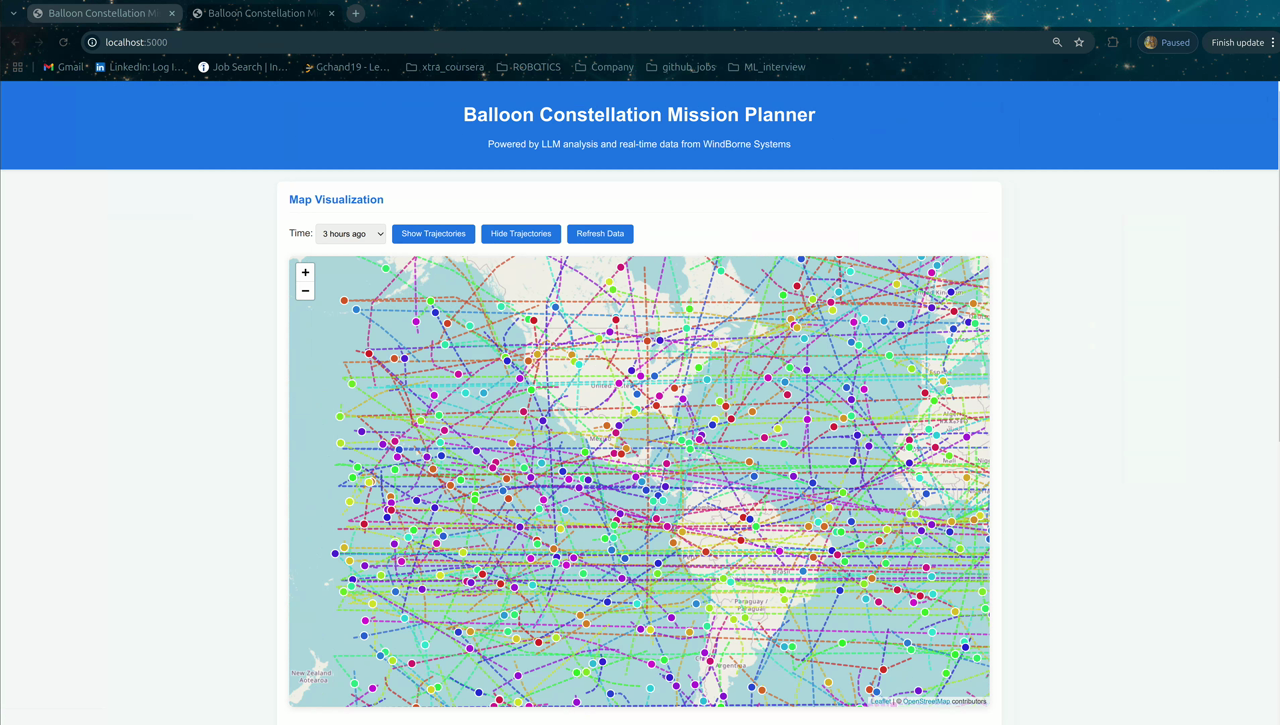 Balloon Constellation Mi
Balloon Constellation M
localhost:5000
Paused
Finish update
Gmail
LinkedIn: Log I...
Job Search | In...
Gchand19 - Le...
xtra_coursera
ROBOTICS
Company
github_jobs
ML_interview
Balloon Constellation Mission Planner
Powered by LLM analysis and real-time data from WindBorne Systems
Map Visualization
Time:
3 hours ago
Show Trajectories
Hide Trajectories
Refresh Data
+
−
United
Mexico
Paraguay /
Paraguái
Argentina
New Zealand
Aotearoa
Leaflet | © OpenStreetMap contributors